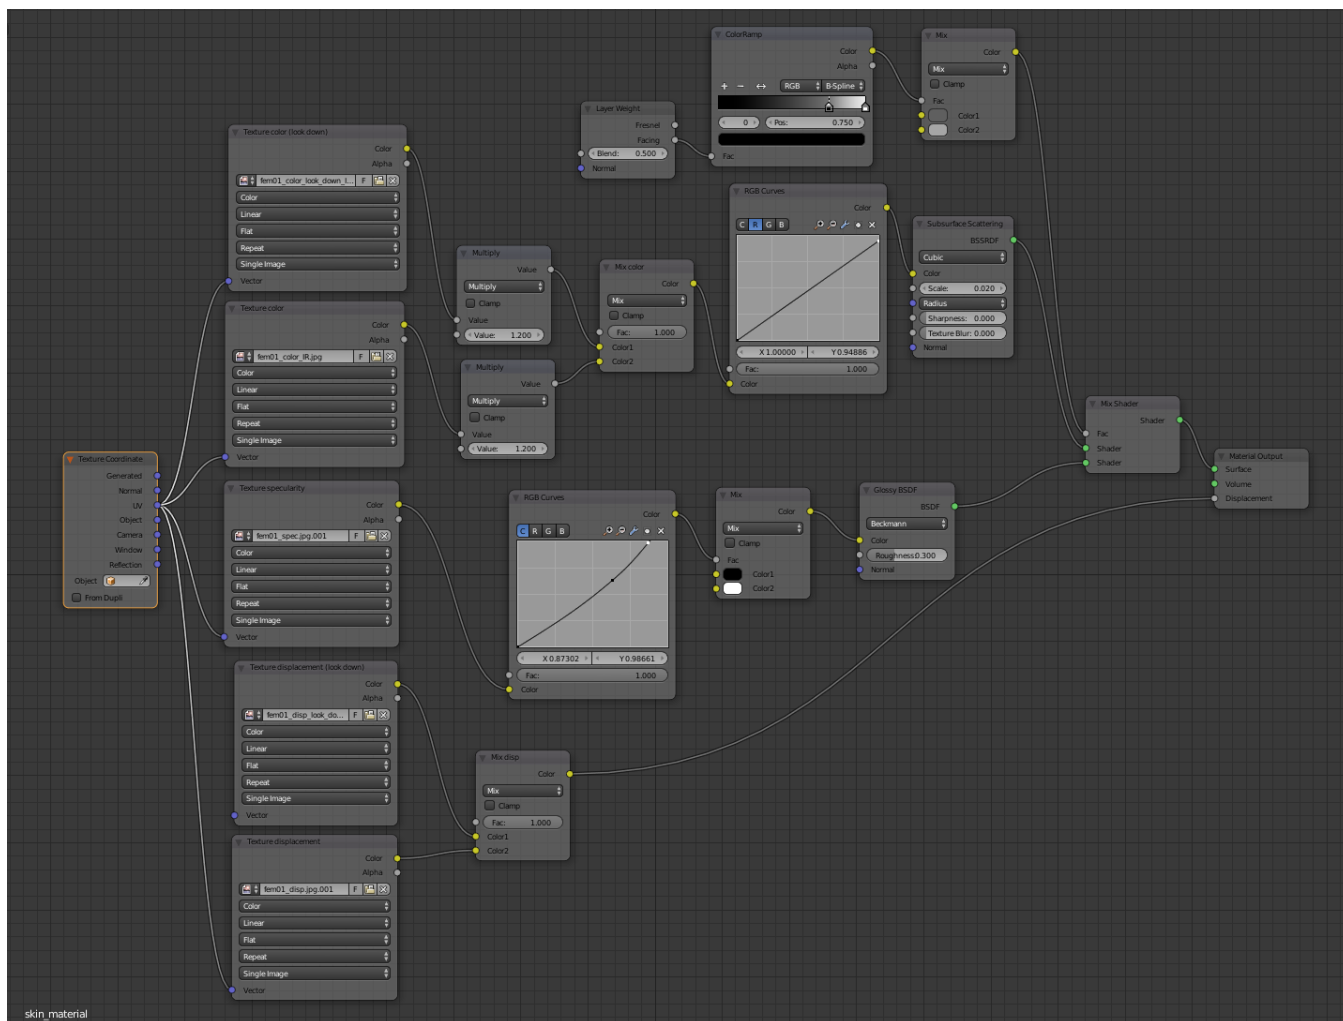 ColorRamp
Color
Alpha
RGB
B-Spline
0
Pos: 0.750
Fac
Mix
Color
Mix
Clamp
Fac
Color1
Color2
Layer Weight
Fresnel
Facing
Blend: 0.500
Normal
Texture color (look down)
Color
Alpha
fem01_color_look_down_l...
F
Color
Linear
Flat
Repeat
Single Image
Vector
RGB Curves
Color
C R G B
X 1.00000
Y 0.94886
Fac: 1.000
Color
Subsurface Scattering
BSSRDF
Cubic
Color
Scale: 0.020
Radius
Sharpness: 0.000
Texture Blur: 0.000
Normal
Multiply
Value
Multiply
Clamp
Value
Value: 1.200
Mix color
Color
Mix
Clamp
Fac: 1.000
Color1
Color2
Texture color
Color
Alpha
fem01_color_IR.jpg
F
Color
Linear
Flat
Repeat
Single Image
Vector
Multiply
Value
Multiply
Clamp
Value
Value: 1.200
Mix Shader
Shader
Fac
Shader
Shader
Material Output
Surface
Volume
Displacement
Texture Coordinate
Generated
Normal
UV
Object
Camera
Window
Reflection
Object
From Dupli
Texture specularity
Color
Alpha
fem01_spec.jpg.001
F
Color
Linear
Flat
Repeat
Single Image
Vector
RGB Curves
Color
C R G B
X 0.87302
Y 0.98661
Fac: 1.000
Color
Mix
Color
Mix
Clamp
Fac
Color1
Color2
Glossy BSDF
BSDF
Beckmann
Color
Roughness:0.300
Normal
Texture displacement (look down)
Color
Alpha
fem01_disp_look_do...
F
Color
Linear
Flat
Repeat
Single Image
Vector
Mix disp
Color
Mix
Clamp
Fac: 1.000
Color1
Color2
Texture displacement
Color
Alpha
fem01_disp.jpg.001
F
Color
Linear
Flat
Repeat
Single Image
Vector
skin_material